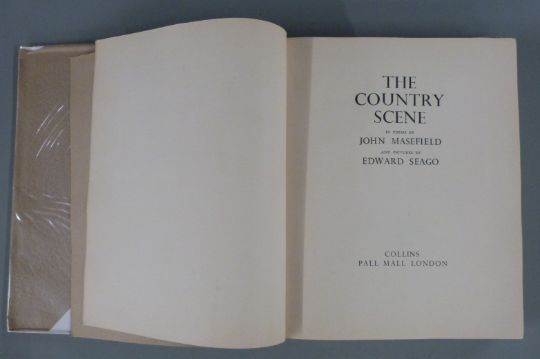 THE
COUNTRY
SCENE
IN POEMS BY
JOHN MASEFIELD
AND PICTURES BY
EDWARD SEAGO
COLLINS
PALL MALL LONDON